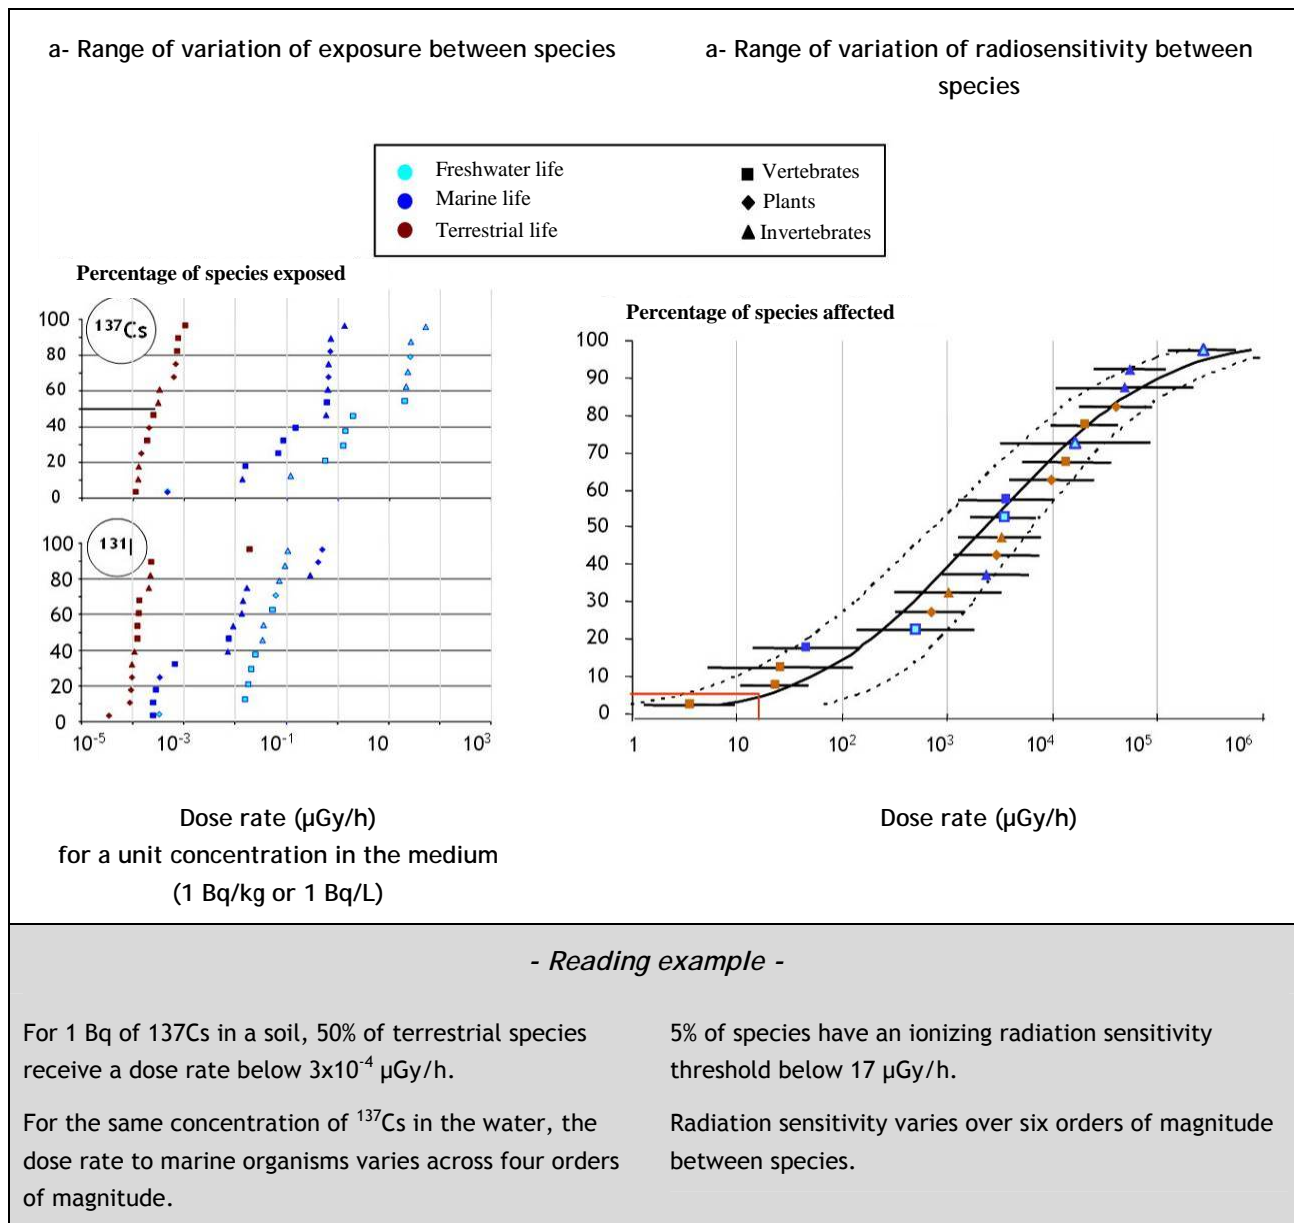 a- Range of variation of exposure between species
a- Range of variation of radiosensitivity between
species
Freshwater life
Marine life
Terrestrial life
Vertebrates
Plants
Invertebrates
Percentage of species exposed
100
80
60
40
20
0
137Cs
100
80
60
40
20
0
131I
10-5
10-3
10-1
10
103
Dose rate (µGy/h)
for a unit concentration in the medium
(1 Bq/kg or 1 Bq/L)
Percentage of species affected
100
90
80
70
60
50
40
30
20
10
0
1
10
102
103
104
105
106
Dose rate (µGy/h)
- Reading example -
For 1 Bq of 137Cs in a soil, 50% of terrestrial species
receive a dose rate below 3x10-4 µGy/h.
For the same concentration of 137Cs in the water, the
dose rate to marine organisms varies across four orders
of magnitude.
5% of species have an ionizing radiation sensitivity
threshold below 17 µGy/h.
Radiation sensitivity varies over six orders of magnitude
between species.